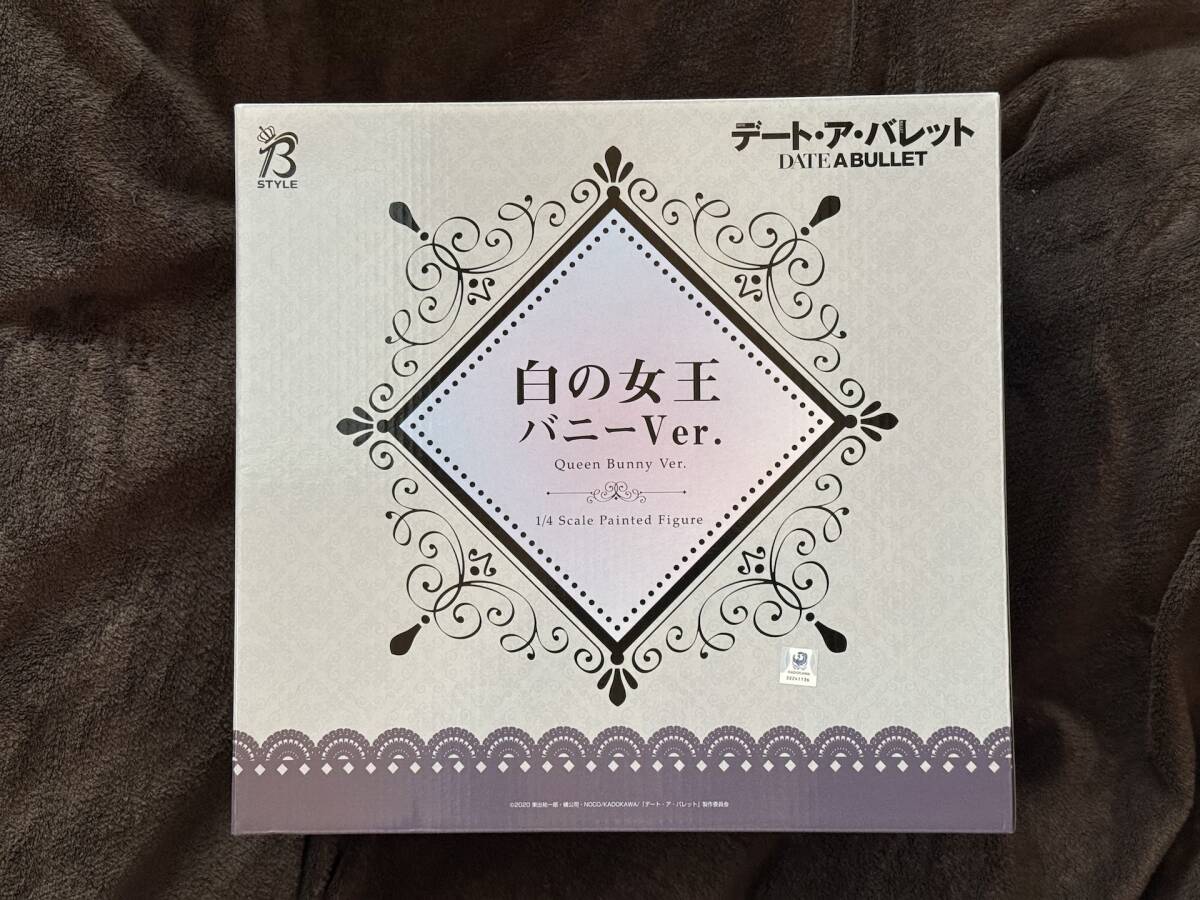 B
STYLE
デート・ア・バレット
DATE A BULLET
白の女王
バニーVer.
Queen Bunny Ver.
1/4 Scale Painted Figure
KADOKAWA
©2020 東出祐一郎・橘公司・NOCO/KADOKAWA/「デート・ア・バレット」製作委員会